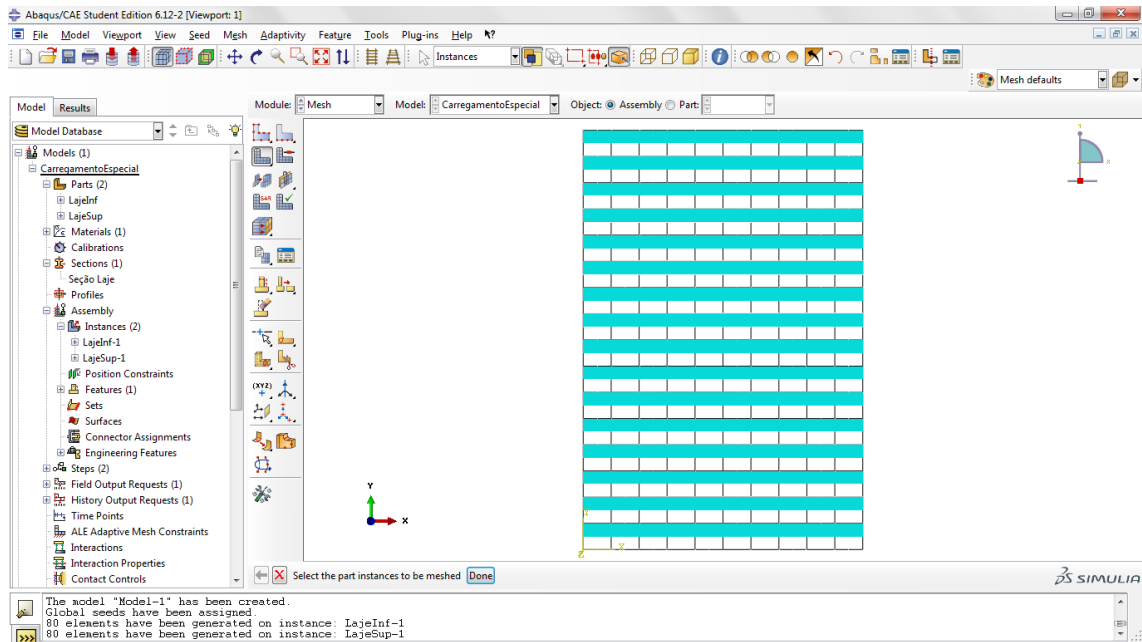 Abaqus/CAE Student Edition 6.12-2 [Viewport: 1]
File Model Viewport View Seed Mesh Adaptivity Feature Tools Plug-ins Help
Instances
Mesh defaults
Model Results
Module: Mesh Model: CarregamentoEspecial Object: Assembly Part:
Model Database
Models (1)
CarregamentoEspecial
Parts (2)
LajeInf
LajeSup
Materials (1)
Calibrations
Sections (1)
Seção Laje
Profiles
Assembly
Instances (2)
LajeInf-1
LajeSup-1
Position Constraints
Features (1)
Sets
Surfaces
Connector Assignments
Engineering Features
Steps (2)
Field Output Requests (1)
History Output Requests (1)
Time Points
ALE Adaptive Mesh Constraints
Interactions
Interaction Properties
Contact Controls
(XYZ)
Y
X
Y
X
Z
Y
X
Select the part instances to be meshed Done
SIMULIA
The model "Model-1" has been created.
Global seeds have been assigned.
80 elements have been generated on instance: LajeInf-1
80 elements have been generated on instance: LajeSup-1
>>>